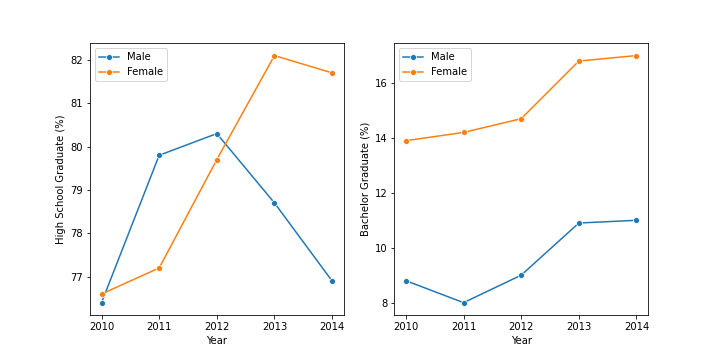 Male
Female
82
81
80
79
78
77
High School Graduate (%)
2010 2011 2012 2013 2014
Year
Male
Female
16
14
12
10
8
Bachelor Graduate (%)
2010 2011 2012 2013 2014
Year